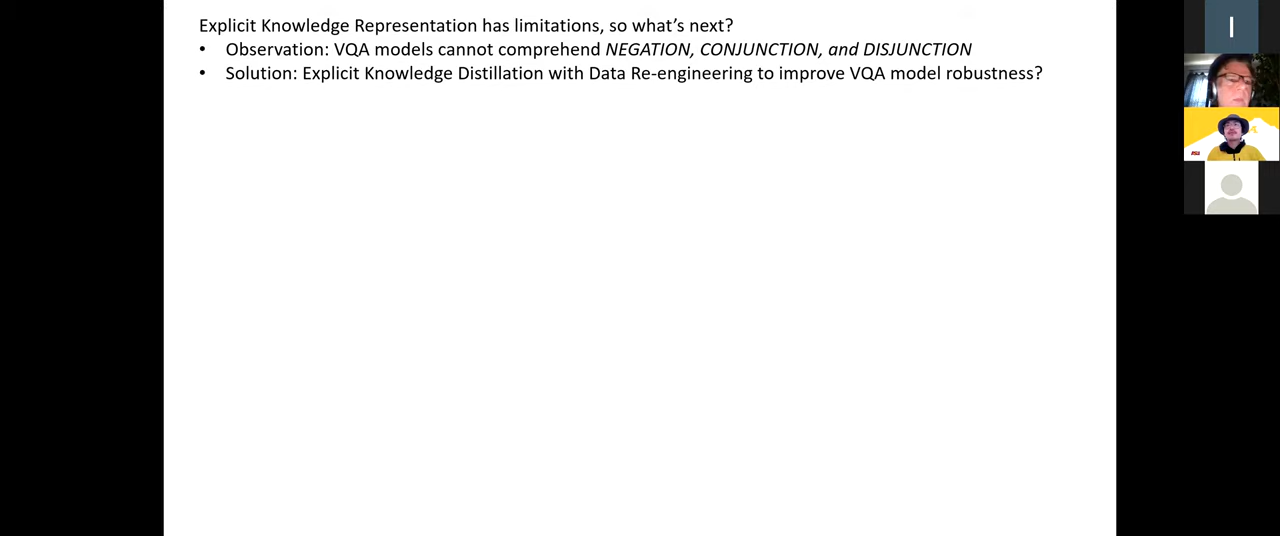 Explicit Knowledge Representation has limitations, so what's next?
• Observation: VQA models cannot comprehend NEGATION, CONJUNCTION, and DISJUNCTION
• Solution: Explicit Knowledge Distillation with Data Re-engineering to improve VQA model robustness?
I
ASU